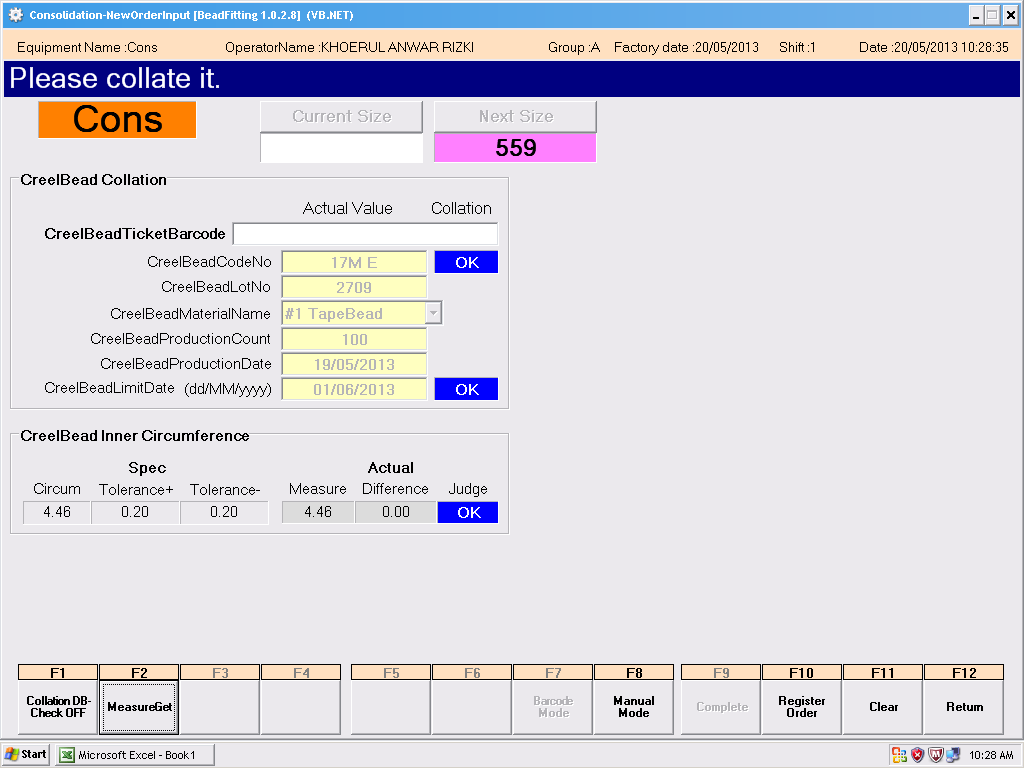 Consolidation-NewOrderInput [BeadFitting 1.0.2.8] (VB.NET)
Equipment Name :Cons OperatorName :KHOERUL ANWAR RIZKI Group :A Factory date :20/05/2013 Shift :1 Date :20/05/2013 10:28:35
Please collate it.
Cons
Current Size Next Size
559
CreelBead Collation
Actual Value Collation
CreelBeadTicketBarcode
CreelBeadCodeNo 17M E OK
CreelBeadLotNo 2709
CreelBeadMaterialName #1 TapeBead
CreelBeadProductionCount 100
CreelBeadProductionDate 19/05/2013
CreelBeadLimitDate (dd/MM/yyyy) 01/06/2013 OK
CreelBead Inner Circumference
Spec Actual
Circum Tolerance+ Tolerance- Measure Difference Judge
4.46 0.20 0.20 4.46 0.00 OK
F1 F2 F3 F4 F5 F6 F7 F8 F9 F10 F11 F12
Collation DB-Check OFF MeasureGet Barcode Mode Manual Mode Complete Register Order Clear Return
Start Microsoft Excel - Book1 10:28 AM